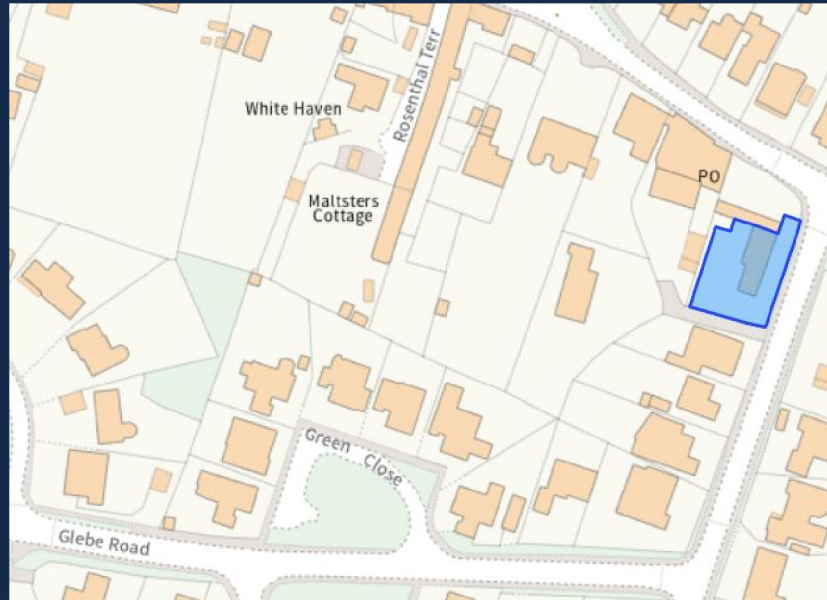 Rosenthal Terr
White Haven
PO
Maltsters
Cottage
Green Close
Glebe Road